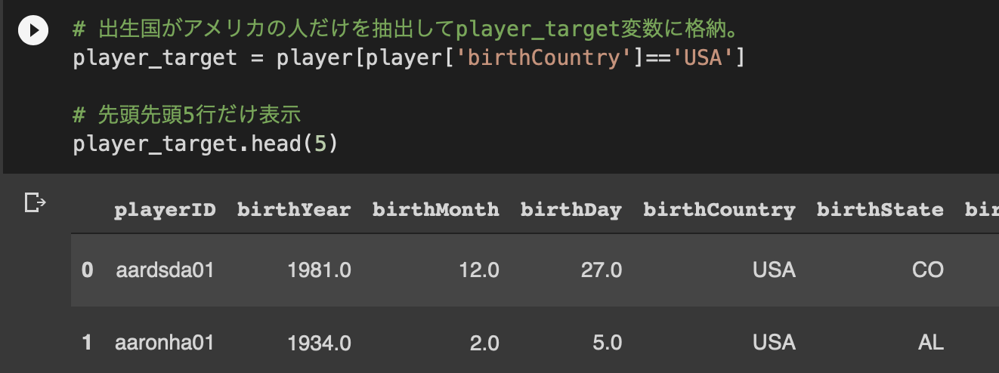 # 出生国がアメリカの人だけを抽出してplayer_target変数に格納。
player_target = player[player['birthCountry']=='USA']
# 先頭先頭5行だけ表示
player_target.head(5)
playerID birthYear birthMonth birthDay birthCountry birthState bir
0 aardsda01 1981.0 12.0 27.0 USA CO
1 aaronha01 1934.0 2.0 5.0 USA AL